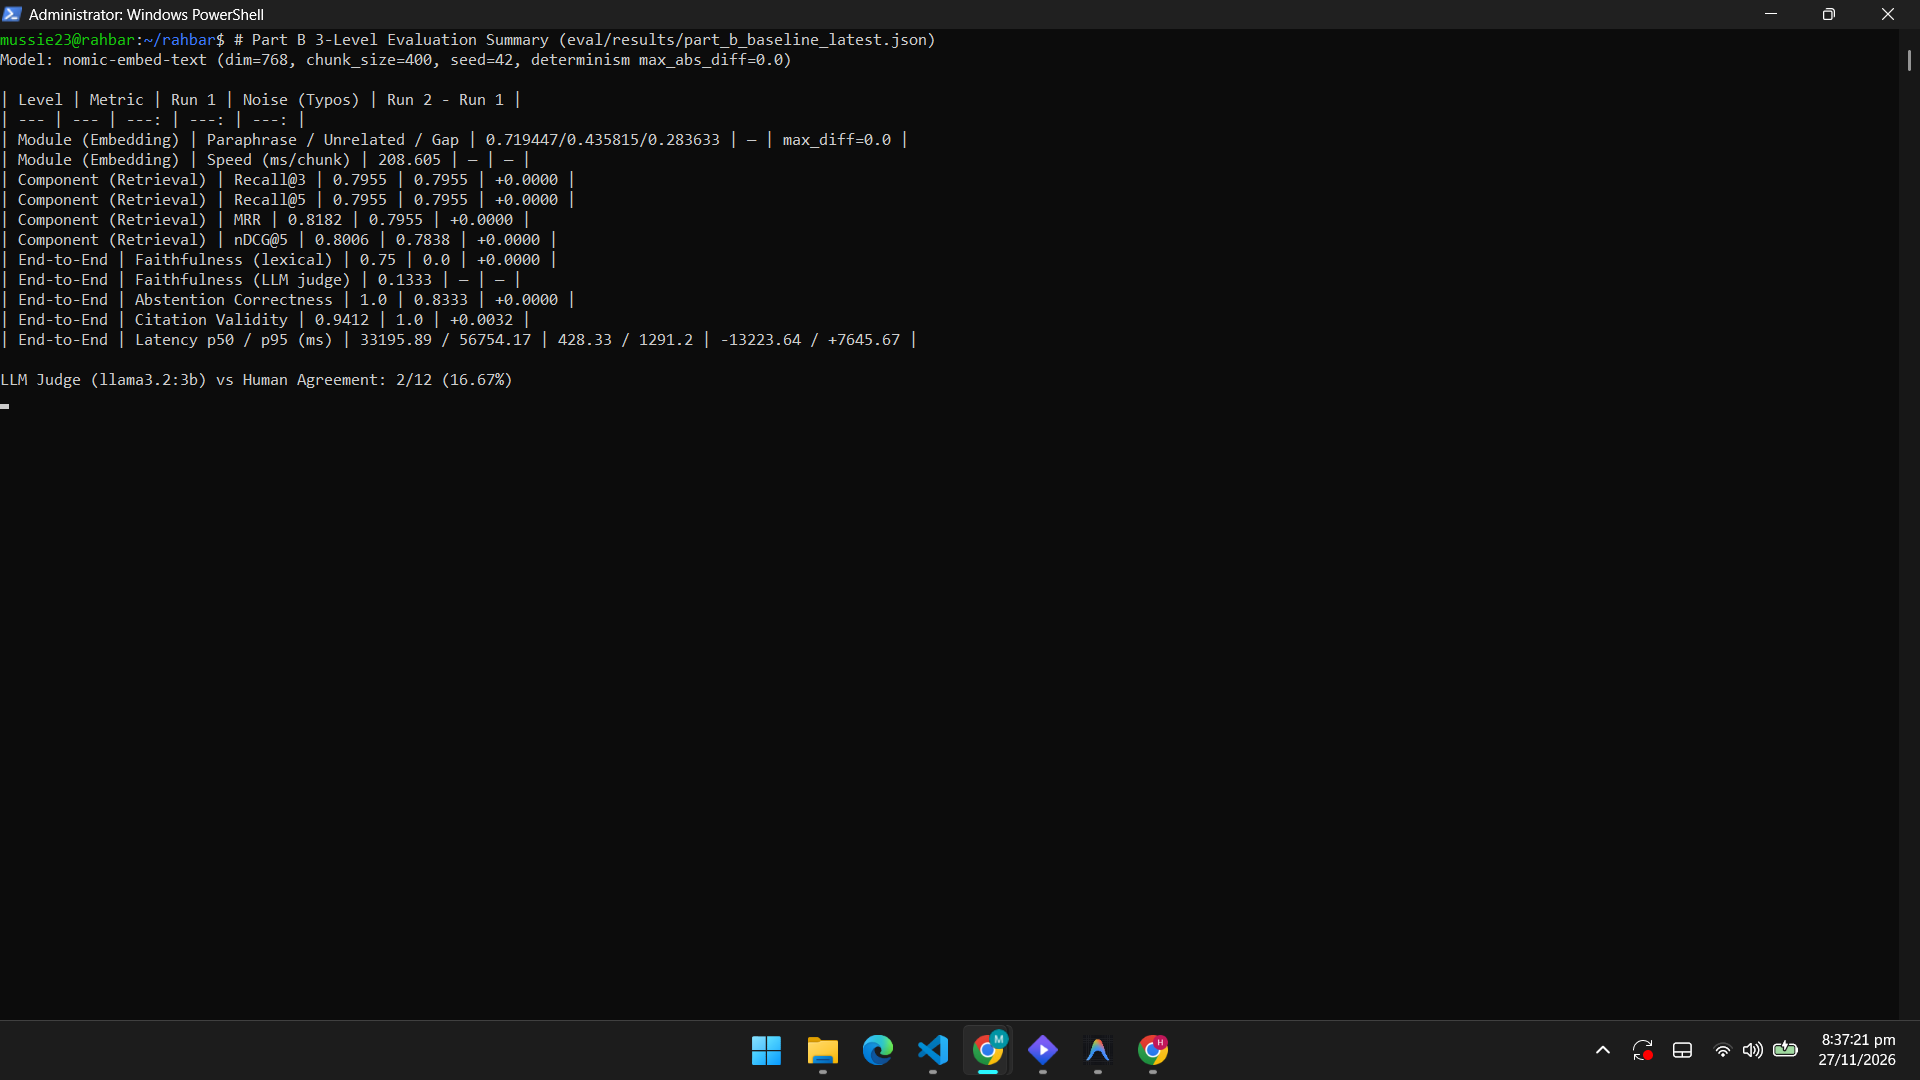 Administrator: Windows PowerShell
mussie23@rahbar:~/rahbar$ # Part B 3-Level Evaluation Summary (eval/results/part_b_baseline_latest.json)
Model: nomic-embed-text (dim=768, chunk_size=400, seed=42, determinism max_abs_diff=0.0)
| Level | Metric | Run 1 | Noise (Typos) | Run 2 - Run 1 |
| --- | --- | ---: | ---: | ---: |
| Module (Embedding) | Paraphrase / Unrelated / Gap | 0.719447/0.435815/0.283633 | — | max_diff=0.0 |
| Module (Embedding) | Speed (ms/chunk) | 208.605 | — | — |
| Component (Retrieval) | Recall@3 | 0.7955 | 0.7955 | +0.0000 |
| Component (Retrieval) | Recall@5 | 0.7955 | 0.7955 | +0.0000 |
| Component (Retrieval) | MRR | 0.8182 | 0.7955 | +0.0000 |
| Component (Retrieval) | nDCG@5 | 0.8006 | 0.7838 | +0.0000 |
| End-to-End | Faithfulness (lexical) | 0.75 | 0.0 | +0.0000 |
| End-to-End | Faithfulness (LLM judge) | 0.1333 | — | — |
| End-to-End | Abstention Correctness | 1.0 | 0.8333 | +0.0000 |
| End-to-End | Citation Validity | 0.9412 | 1.0 | +0.0032 |
| End-to-End | Latency p50 / p95 (ms) | 33195.89 / 56754.17 | 428.33 / 1291.2 | -13223.64 / +7645.67 |
LLM Judge (llama3.2:3b) vs Human Agreement: 2/12 (16.67%)
M
H
8:37:21 pm
27/11/2026